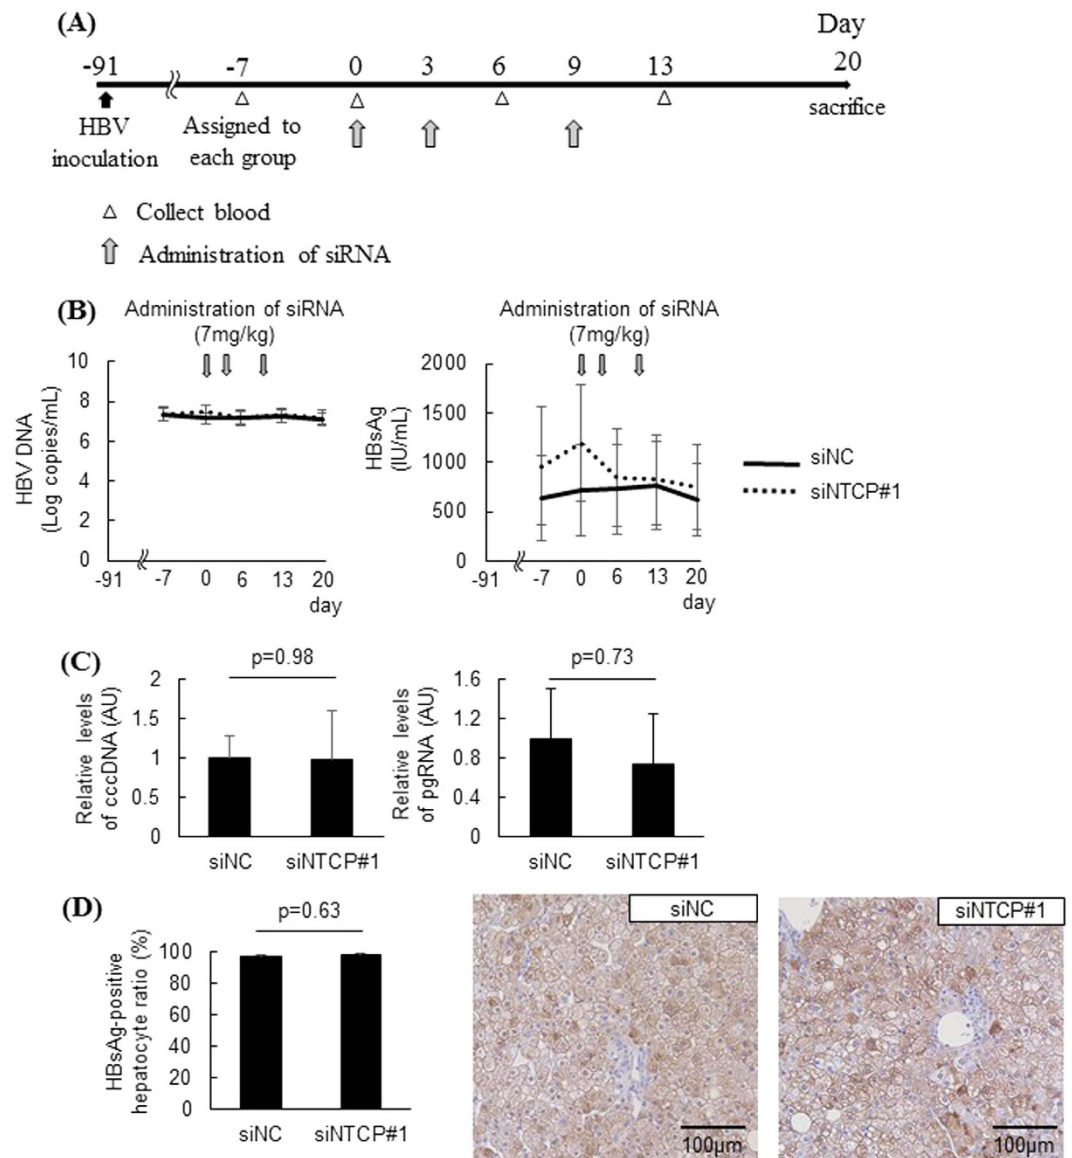 (A)
Day
-91 -7 0 3 6 9 13 20
HBV
inoculation
Assigned to
each group
sacrifice
Collect blood
Administration of siRNA
(B)
Administration of siRNA
(7mg/kg)
HBV DNA
(Log copies/mL)
10
8
6
4
2
0
-91 -7 0 6 13 20
day
Administration of siRNA
(7mg/kg)
HBsAg
(IU/mL)
2000
1500
1000
500
0
-91 -7 0 6 13 20
day
siNC
siNTCP#1
(C)
p=0.98
Relative levels
of cccDNA (AU)
2
1.5
1
0.5
0
siNC siNTCP#1
p=0.73
Relative levels
of pgRNA (AU)
1.6
1.2
0.8
0.4
0
siNC siNTCP#1
(D)
p=0.63
HBsAg-positive
hepatocyte ratio (%)
100
80
60
40
20
0
siNC siNTCP#1
siNC
100μm
siNTCP#1
100μm